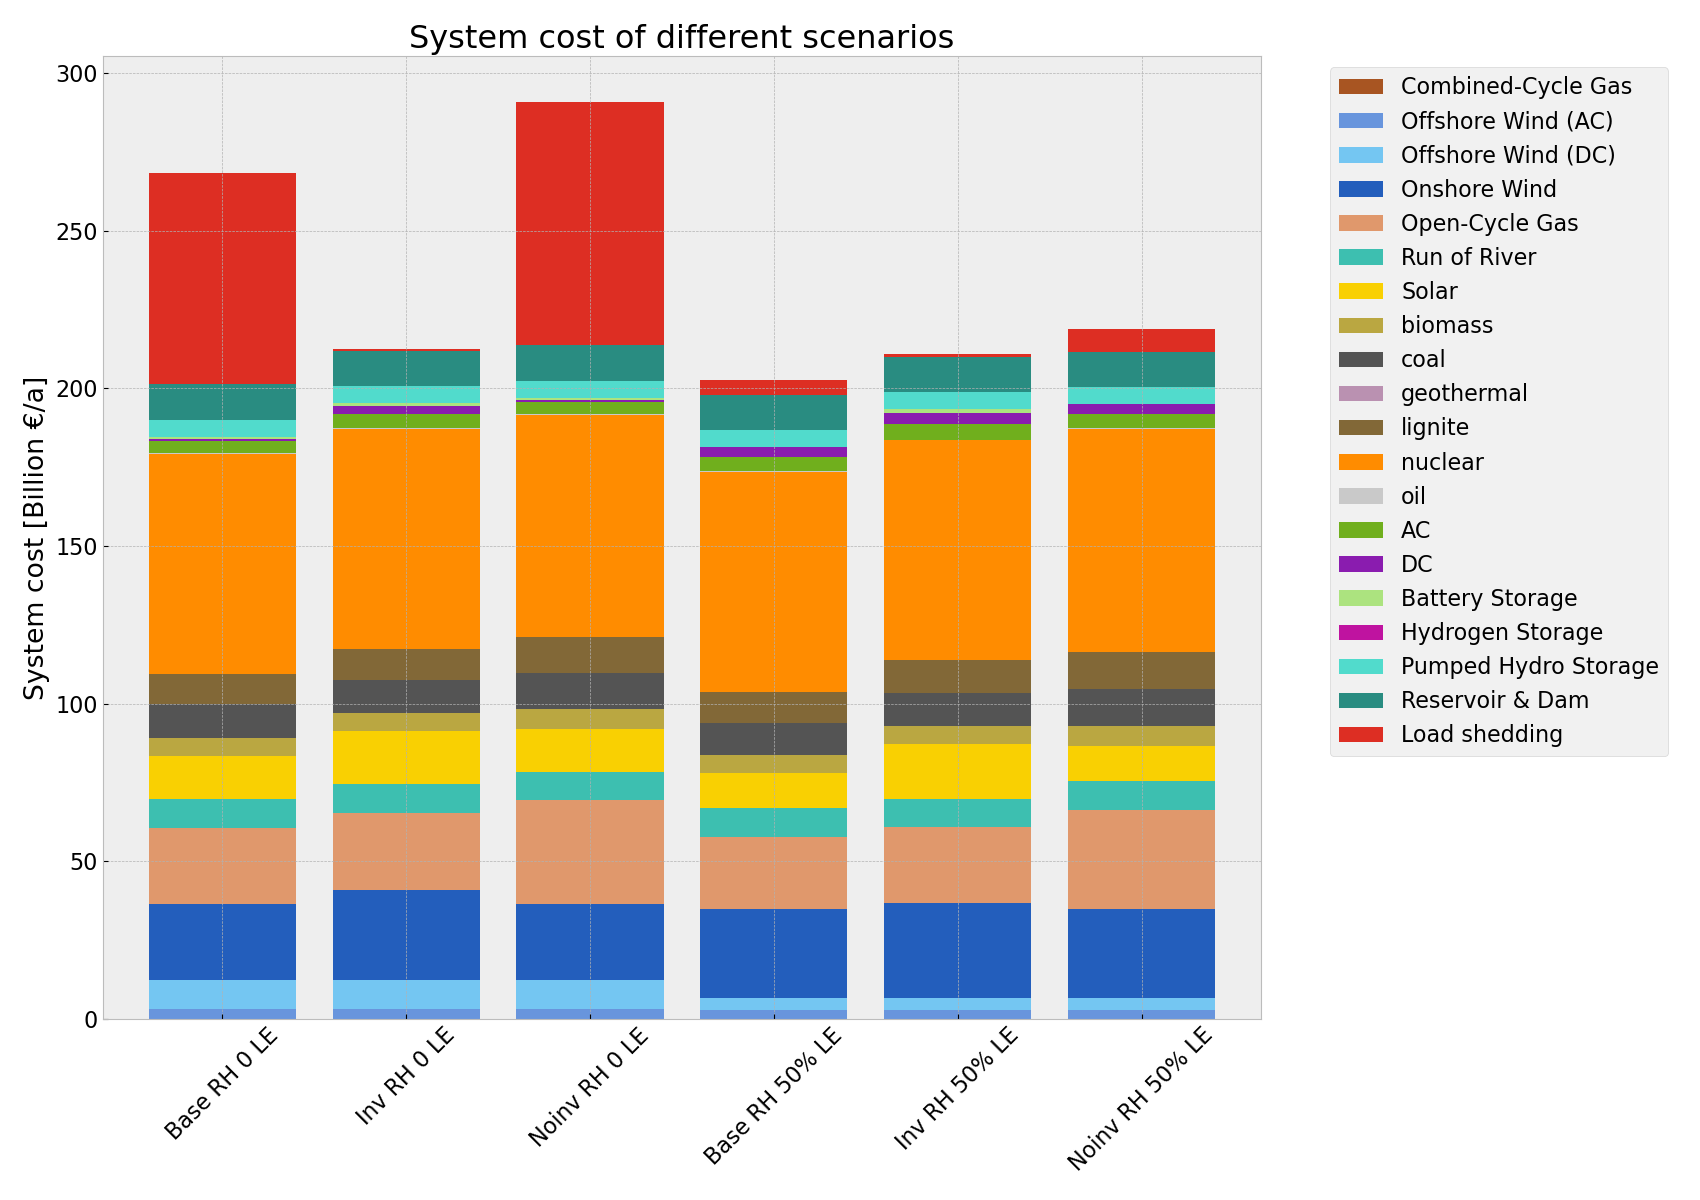 System cost of different scenarios
System cost [Billion €/a]
300
250
200
150
100
50
0
Base RH 0 LE
Inv RH 0 LE
Noinv RH 0 LE
Base RH 50% LE
Inv RH 50% LE
Noinv RH 50% LE
Combined-Cycle Gas
Offshore Wind (AC)
Offshore Wind (DC)
Onshore Wind
Open-Cycle Gas
Run of River
Solar
biomass
coal
geothermal
lignite
nuclear
oil
AC
DC
Battery Storage
Hydrogen Storage
Pumped Hydro Storage
Reservoir & Dam
Load shedding